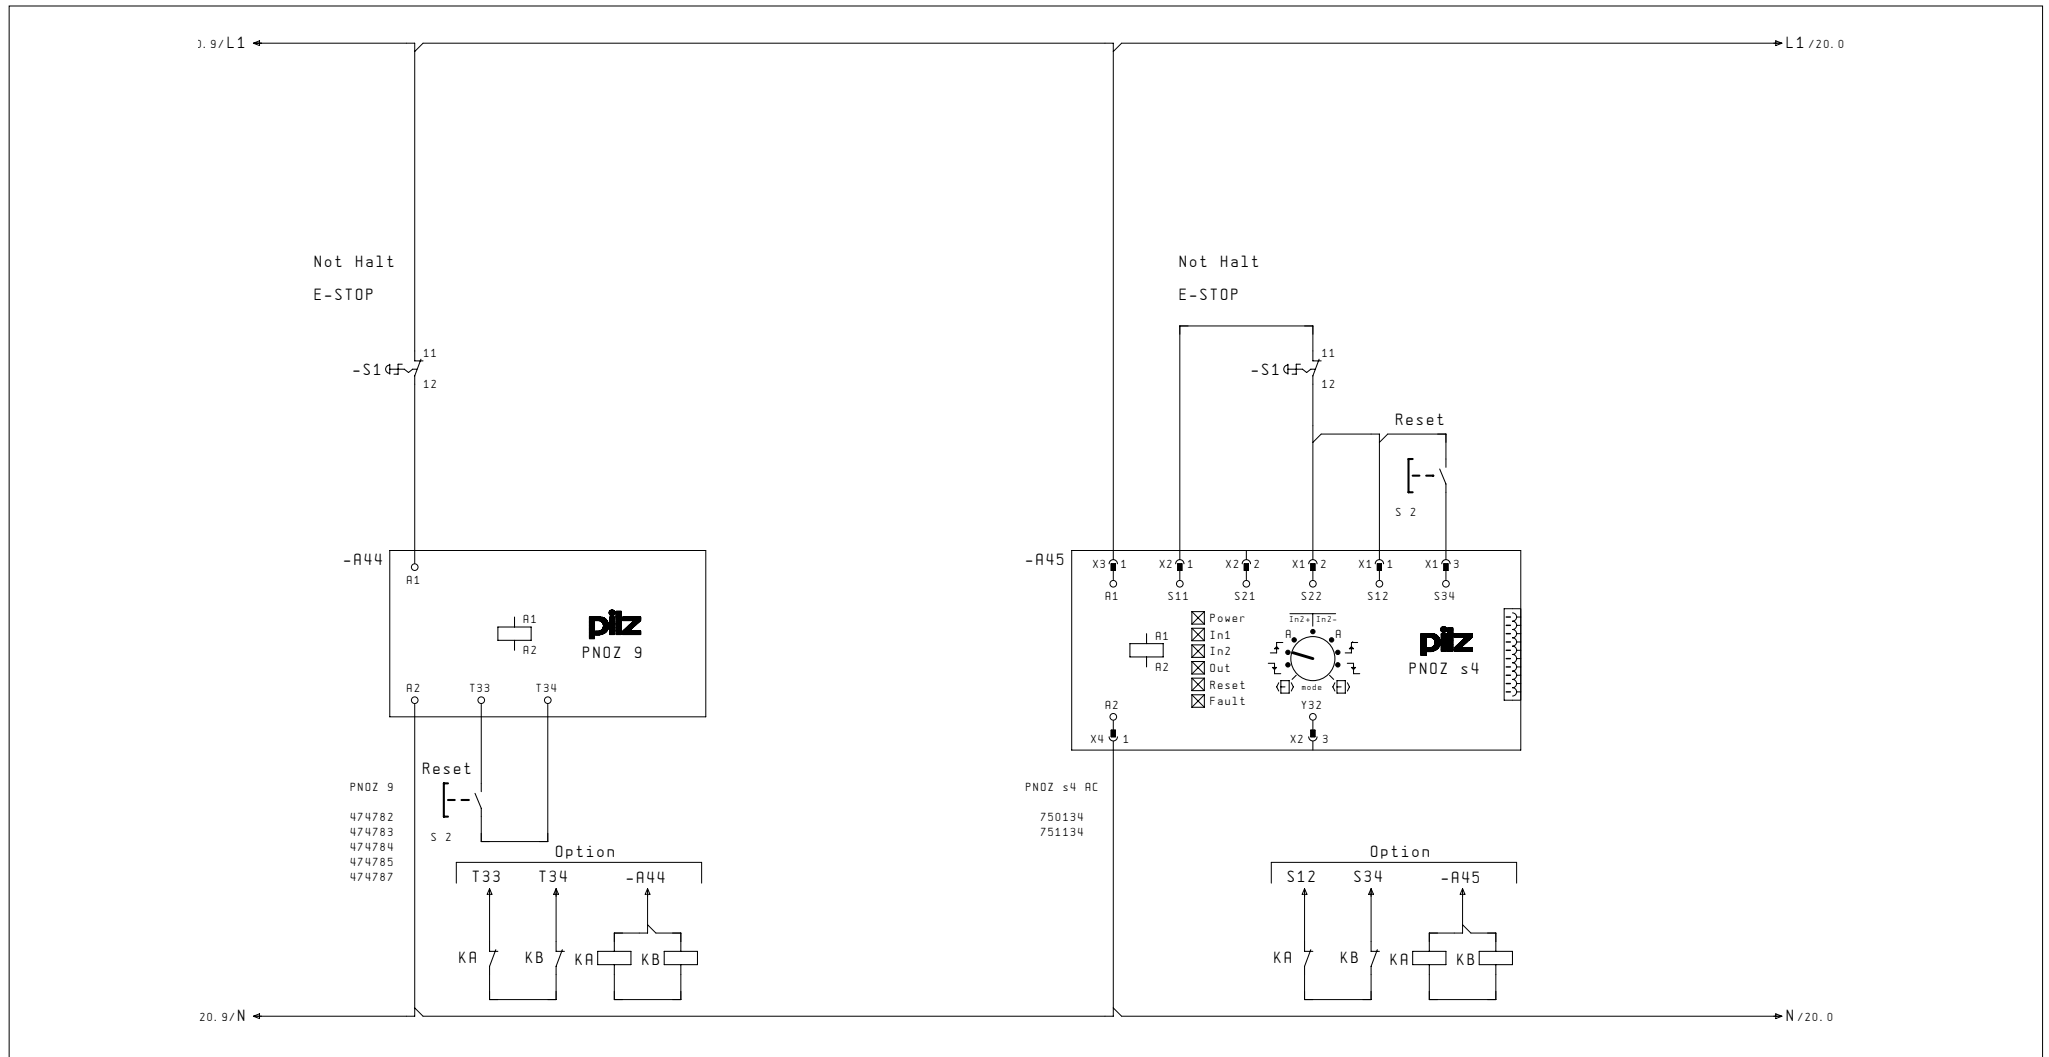 0.9/L1
L1/20.0
Not Halt
E-STOP
Not Halt
E-STOP
-S1
11
12
-S1
11
12
Reset
S 2
-A44
A1
A1
A2
pilz
PNOZ 9
A2
T33
T34
-A45
X3 1
X2 1
X2 2
X1 2
X1 1
X1 3
A1
S11
S21
S22
S12
S34
Power
In1
In2
Out
Reset
Fault
In2+ In2-
A
A
mode
A1
A2
pilz
PNOZ s4
A2
Y32
X4 1
X2 3
Reset
S 2
PNOZ 9
474782
474783
474784
474785
474787
PNOZ s4 AC
750134
751134
Option
T33
T34
-A44
KA
KB
KA
KB
Option
S12
S34
-A45
KA
KB
KA
KB
20.9/N
N/20.0